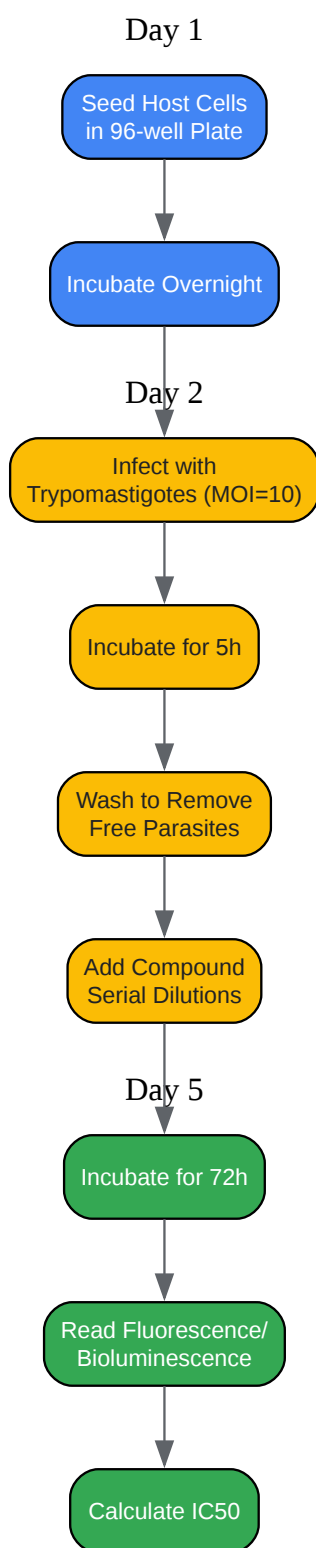 Day 1
Seed Host Cells
in 96-well Plate
Incubate Overnight
Day 2
Infect with
Trypomastigotes (MOI=10)
Incubate for 5h
Wash to Remove
Free Parasites
Add Compound
Serial Dilutions
Day 5
Incubate for 72h
Read Fluorescence/
Bioluminescence
Calculate IC50